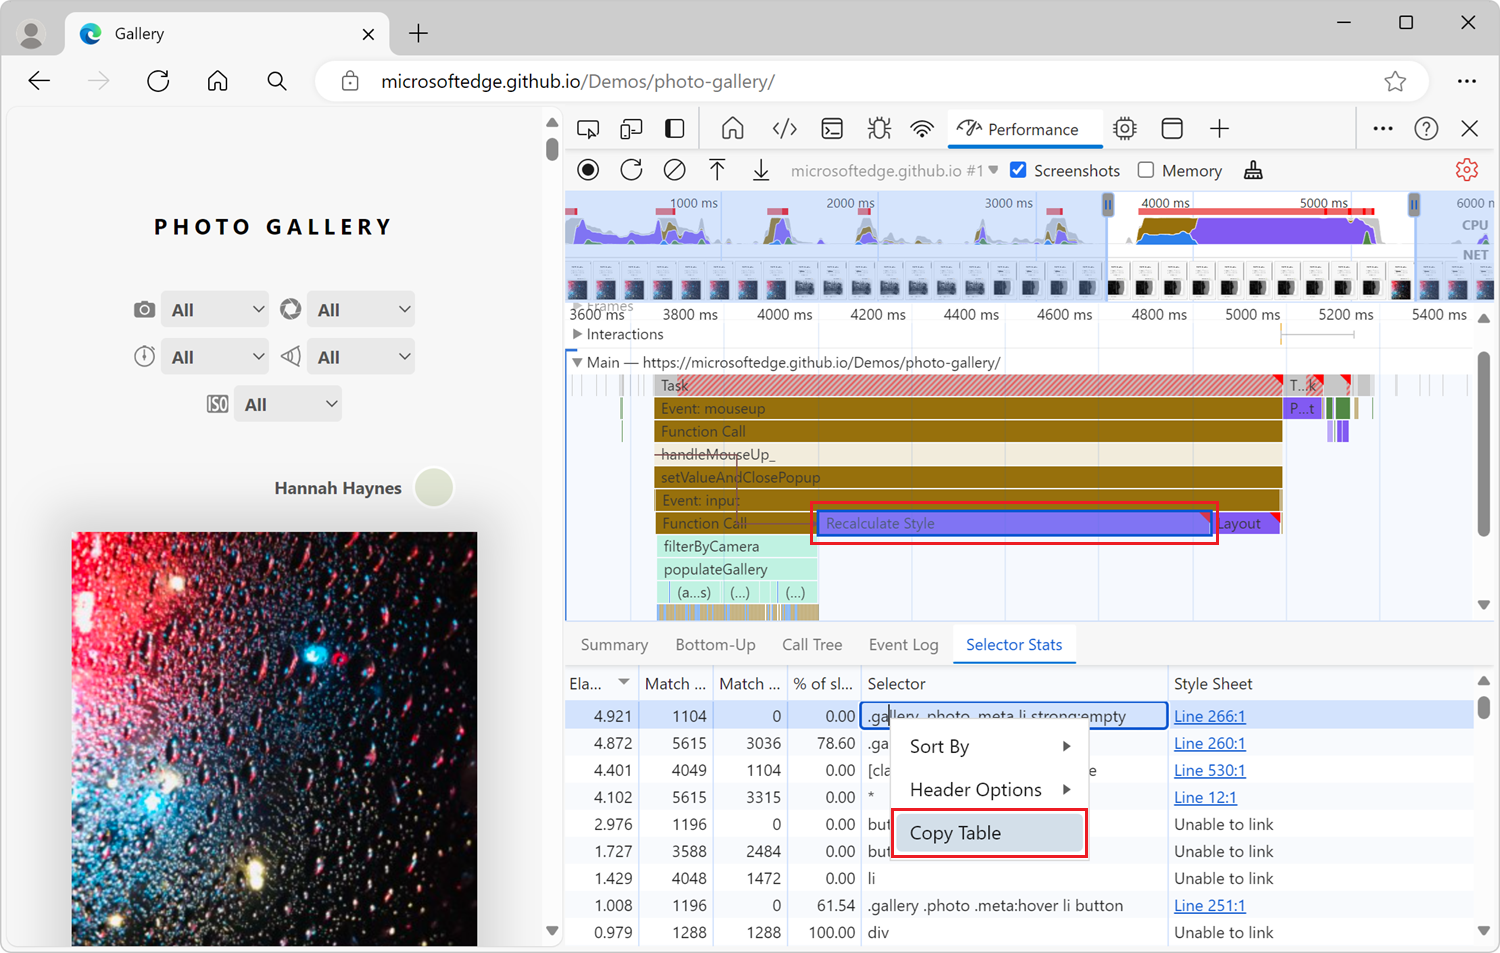 Gallery
microsoftedge.github.io/Demos/photo-gallery/
PHOTO GALLERY
All All
All All
ISO All
Hannah Haynes
Performance
microsoftedge.github.io #1 Screenshots Memory
1000 ms 2000 ms 3000 ms 4000 ms 5000 ms 6000 m
CPU
NET
Frames
3600 ms 3800 ms 4000 ms 4200 ms 4400 ms 4600 ms 4800 ms 5000 ms 5200 ms 5400 ms
Interactions
Main — https://microsoftedge.github.io/Demos/photo-gallery/
Task T...k
Event: mouseup P...t
Function Call
handleMouseUp_
setValueAndClosePopup
Event: input
Function Call Recalculate Style Layout
filterByCamera
populateGallery
(a...s) (...) (...)
Summary Bottom-Up Call Tree Event Log Selector Stats
Ela... Match ... Match ... % of sl... Selector Style Sheet
4.921 1104 0 0.00 .gallery .photo .meta li strong:empty Line 266:1
4.872 5615 3036 78.60 .ga Line 260:1
4.401 4049 1104 0.00 [cla e Line 530:1
4.102 5615 3315 0.00 * Line 12:1
2.976 1196 0 0.00 but Unable to link
1.727 3588 2484 0.00 but Unable to link
1.429 4048 1472 0.00 li Unable to link
1.008 1196 0 61.54 .gallery .photo .meta:hover li button Line 251:1
0.979 1288 1288 100.00 div Unable to link
Sort By
Header Options
Copy Table